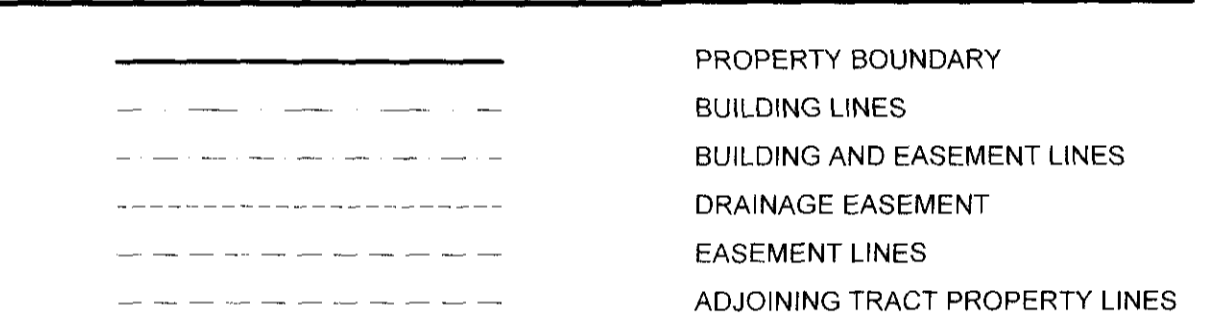 PROPERTY BOUNDARY
BUILDING LINES
BUILDING AND EASEMENT LINES
DRAINAGE EASEMENT
EASEMENT LINES
ADJOINING TRACT PROPERTY LINES